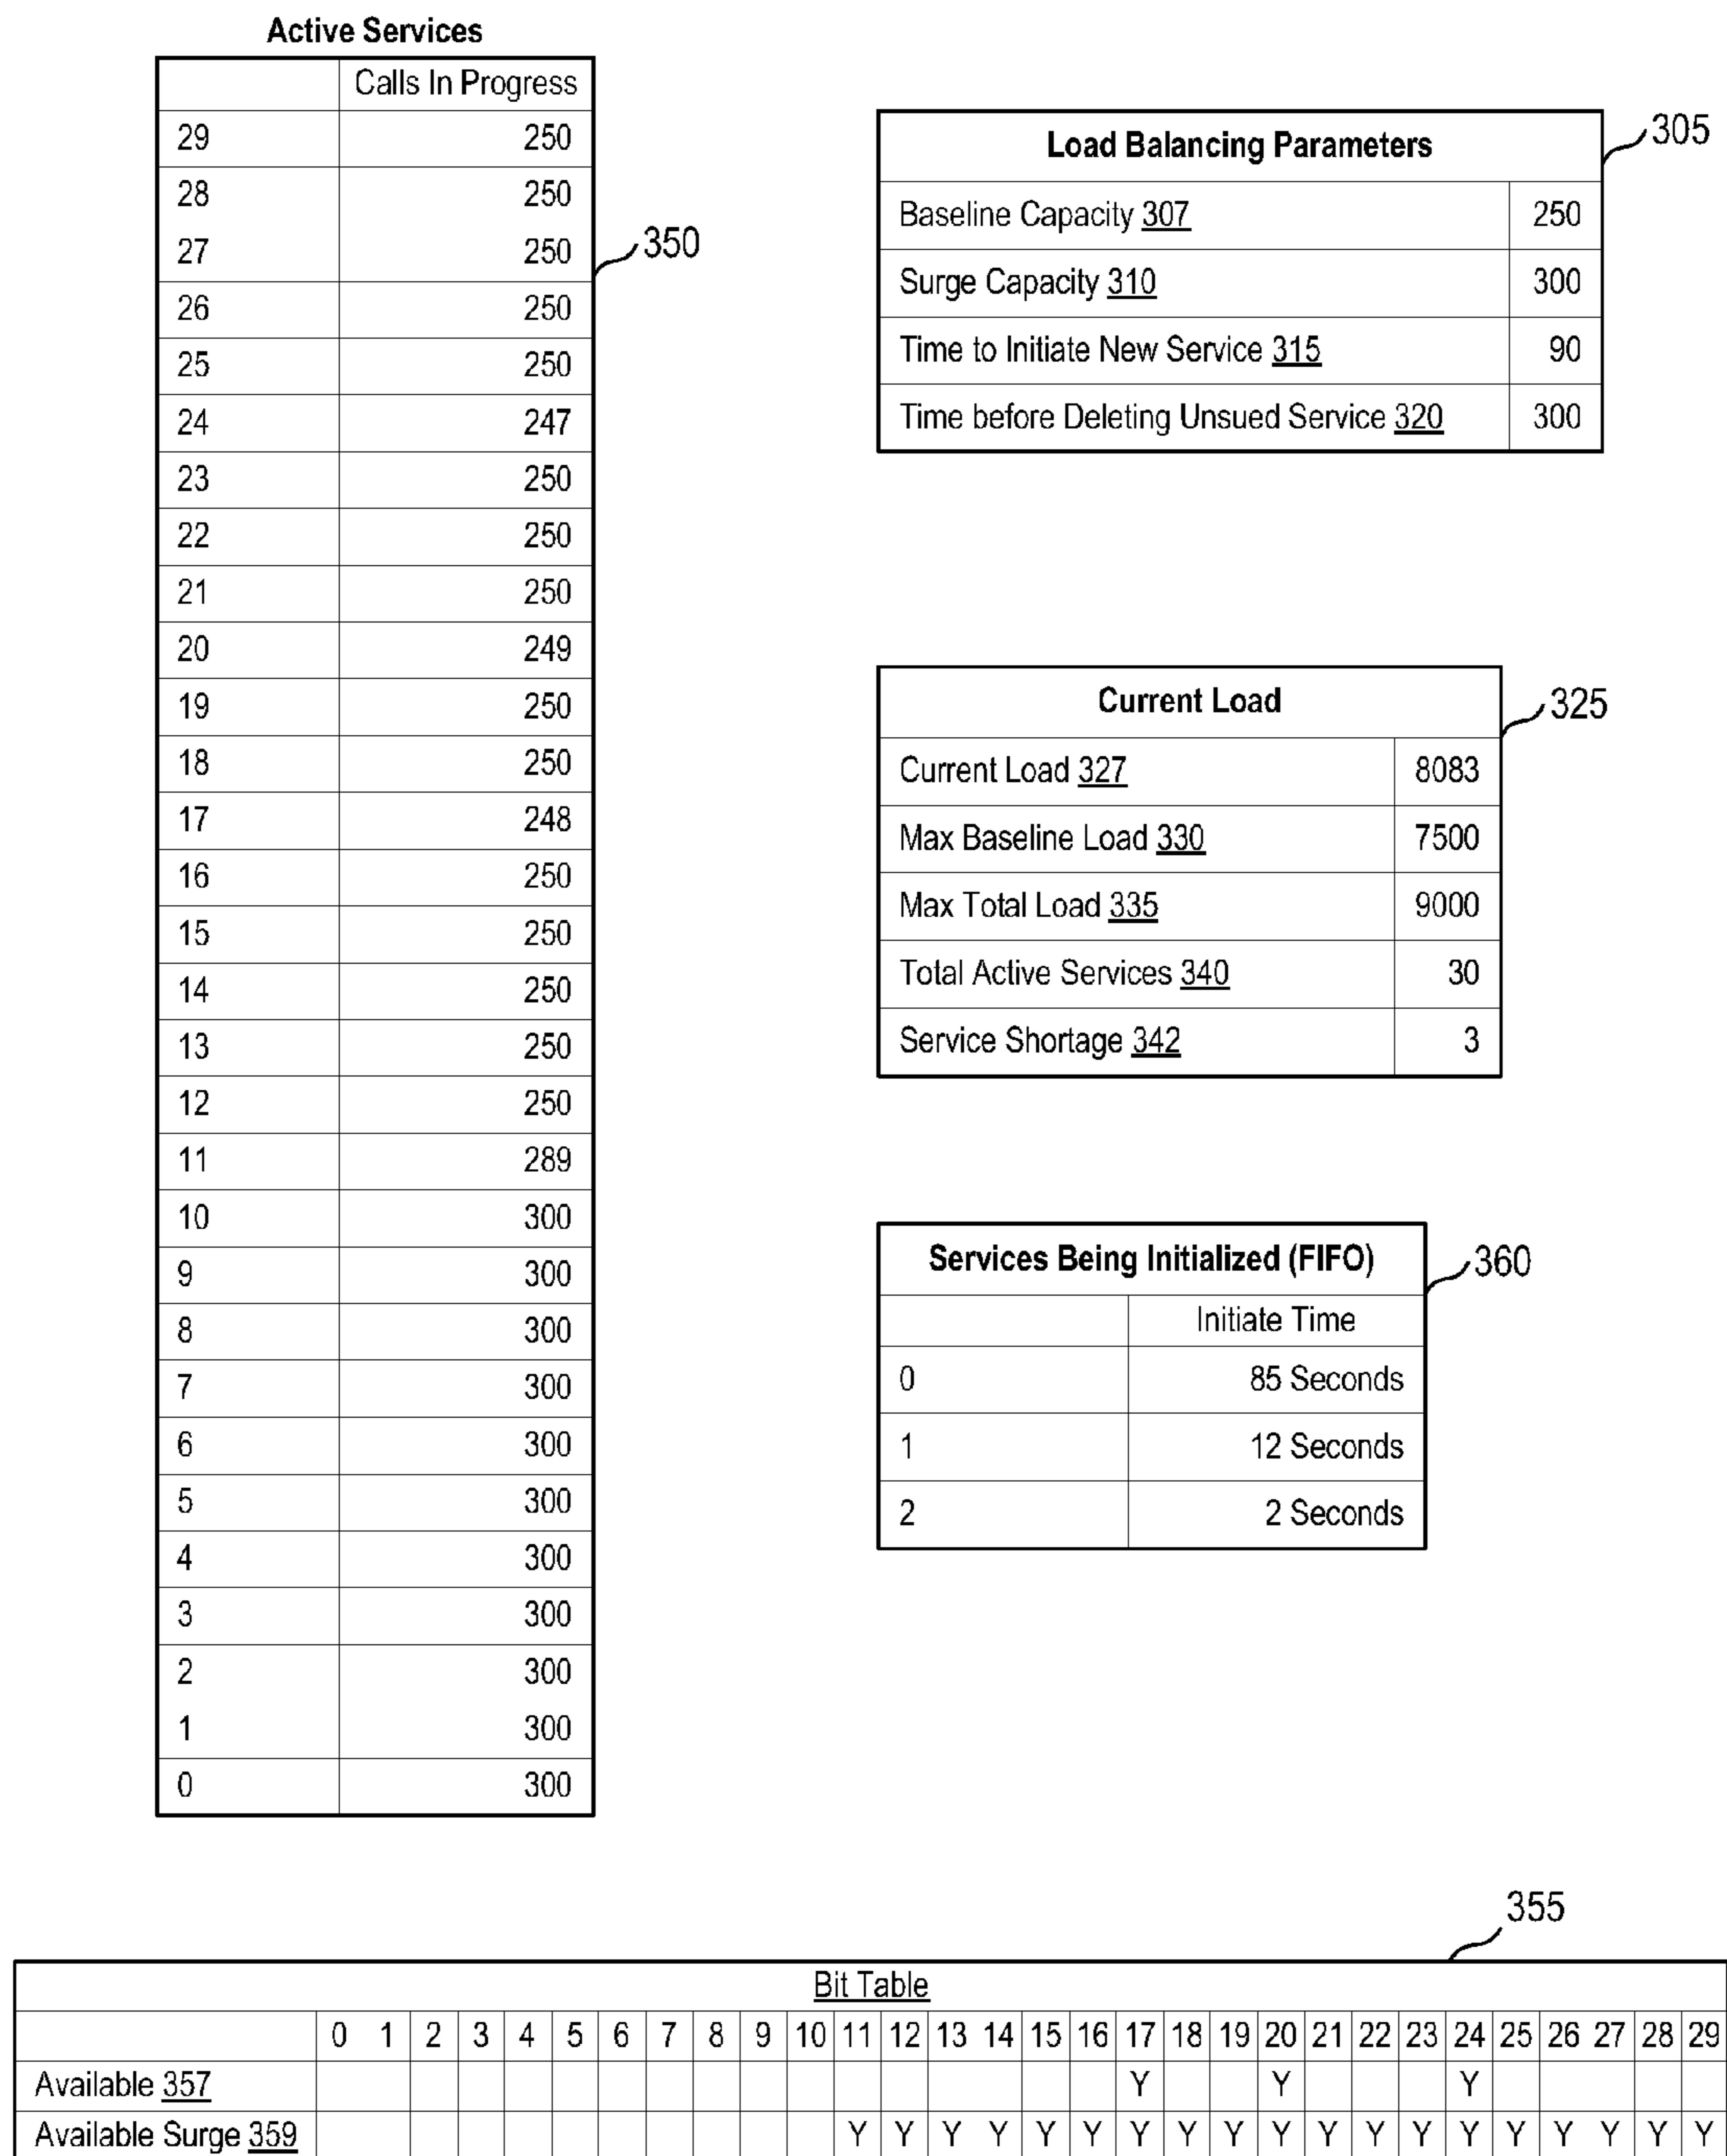 Active Services
Calls In Progress
29 250
28 250
27 250
26 250
25 250
24 247
23 250
22 250
21 250
20 249
19 250
18 250
17 248
16 250
15 250
14 250
13 250
12 250
11 289
10 300
9 300
8 300
7 300
6 300
5 300
4 300
3 300
2 300
1 300
0 300
350
Load Balancing Parameters
305
Baseline Capacity 307 250
Surge Capacity 310 300
Time to Initiate New Service 315 90
Time before Deleting Unsued Service 320 300
Current Load
325
Current Load 327 8083
Max Baseline Load 330 7500
Max Total Load 335 9000
Total Active Services 340 30
Service Shortage 342 3
Services Being Initialized (FIFO)
360
Initiate Time
0 85 Seconds
1 12 Seconds
2 2 Seconds
355
Bit Table
0 1 2 3 4 5 6 7 8 9 10 11 12 13 14 15 16 17 18 19 20 21 22 23 24 25 26 27 28 29
Available 357 Y Y Y
Available Surge 359 Y Y Y Y Y Y Y Y Y Y Y Y Y Y Y Y Y Y Y